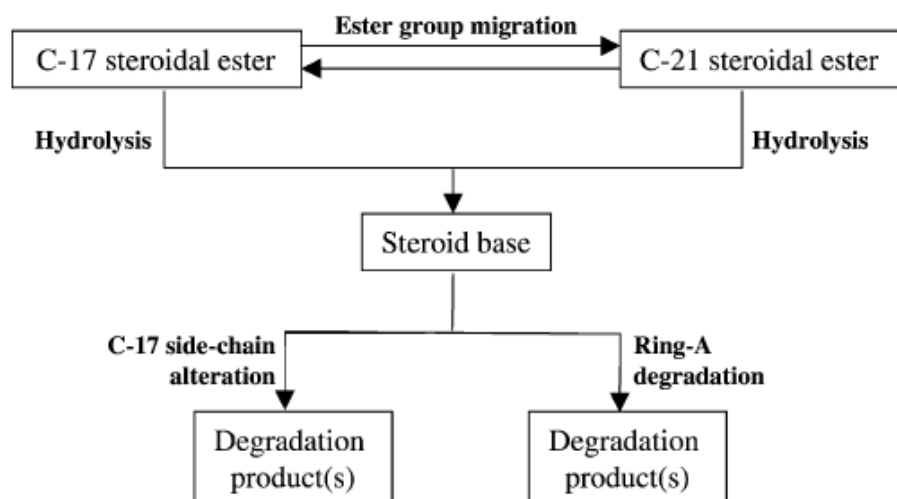 Ester group migration
C-17 steroidal ester
C-21 steroidal ester
Hydrolysis
Hydrolysis
Steroid base
C-17 side-chain
alteration
Ring-A
degradation
Degradation
product(s)
Degradation
product(s)